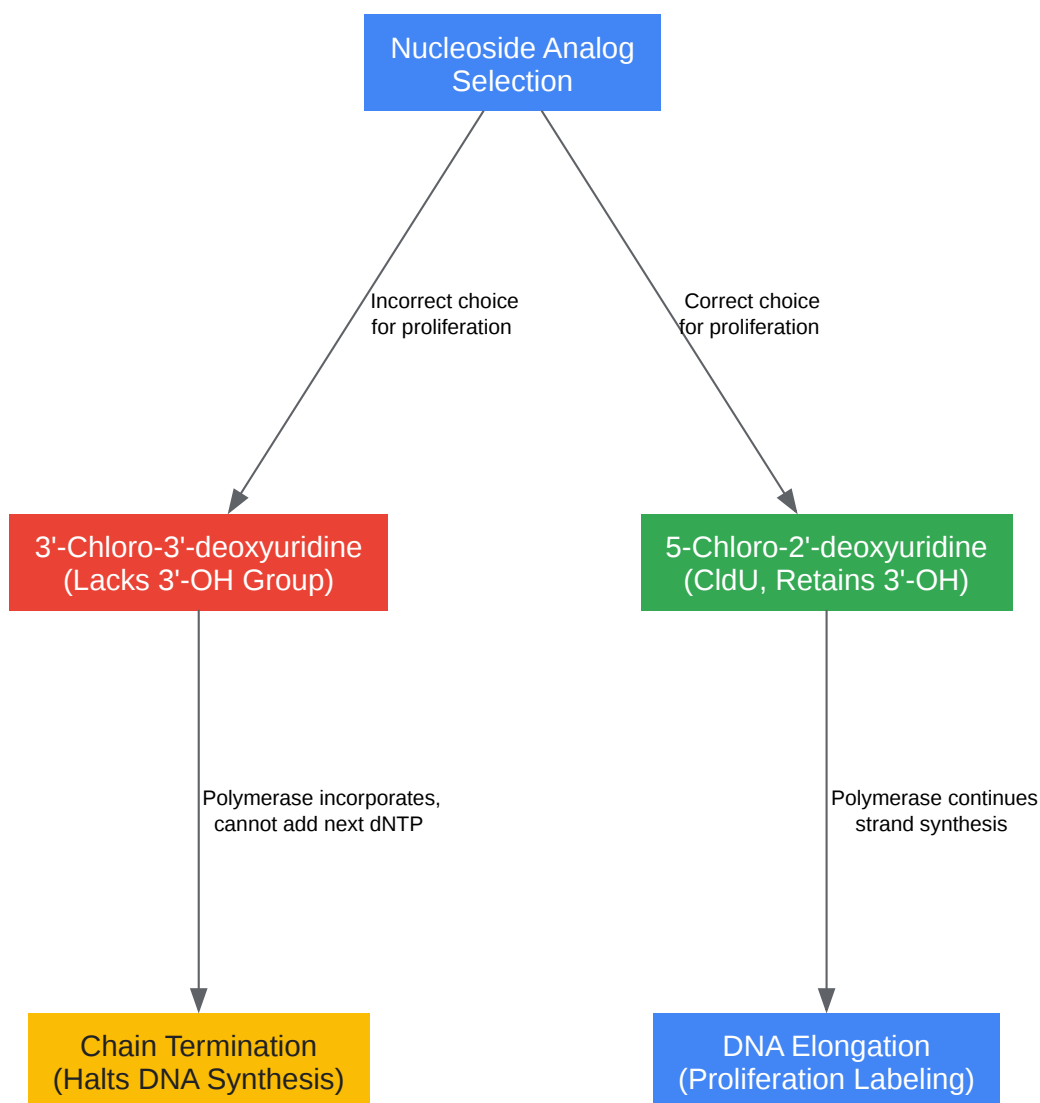 Nucleoside Analog
Selection
Incorrect choice
for proliferation
Correct choice
for proliferation
3'-Chloro-3'-deoxyuridine
(Lacks 3'-OH Group)
5-Chloro-2'-deoxyuridine
(CldU, Retains 3'-OH)
Polymerase incorporates,
cannot add next dNTP
Polymerase continues
strand synthesis
Chain Termination
(Halts DNA Synthesis)
DNA Elongation
(Proliferation Labeling)